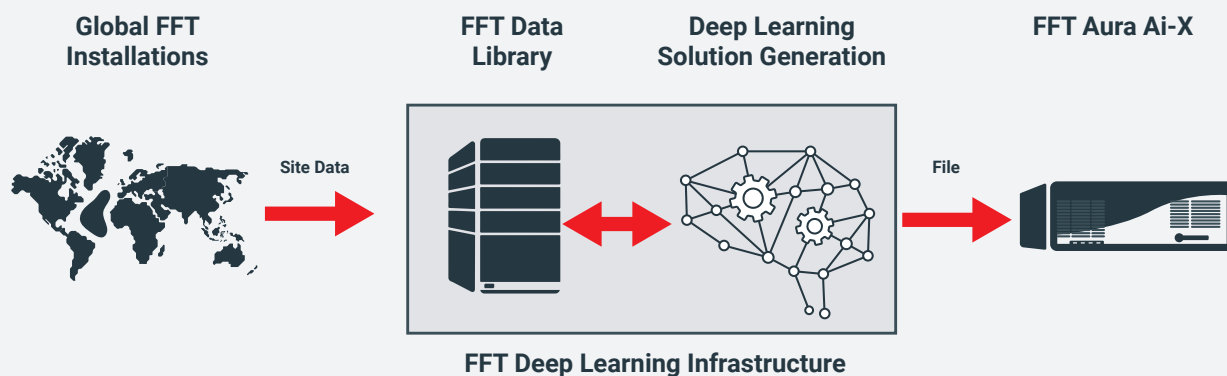 Global FFT
Installations
FFT Data
Library
Deep Learning
Solution Generation
FFT Aura Ai-X
Site Data
File
FFT Deep Learning Infrastructure